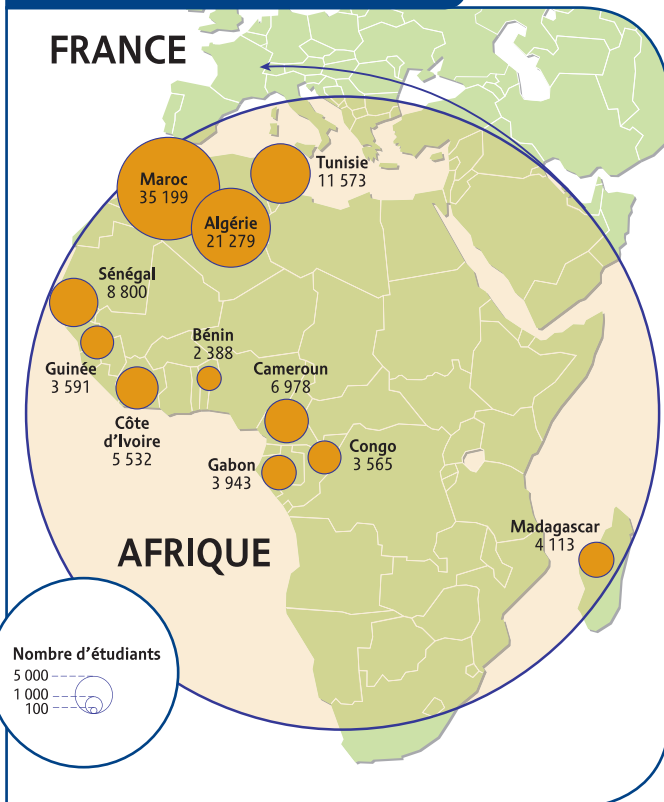 FRANCE
Maroc
35 199
Tunisie
11 573
Algérie
21 279
Sénégal
8 800
Guinée
3 591
Bénin
2 388
Côte
d'Ivoire
5 532
Cameroun
6 978
Gabon
3 943
Congo
3 565
Madagascar
4 113
AFRIQUE
Nombre d'étudiants
5 000
1 000
100